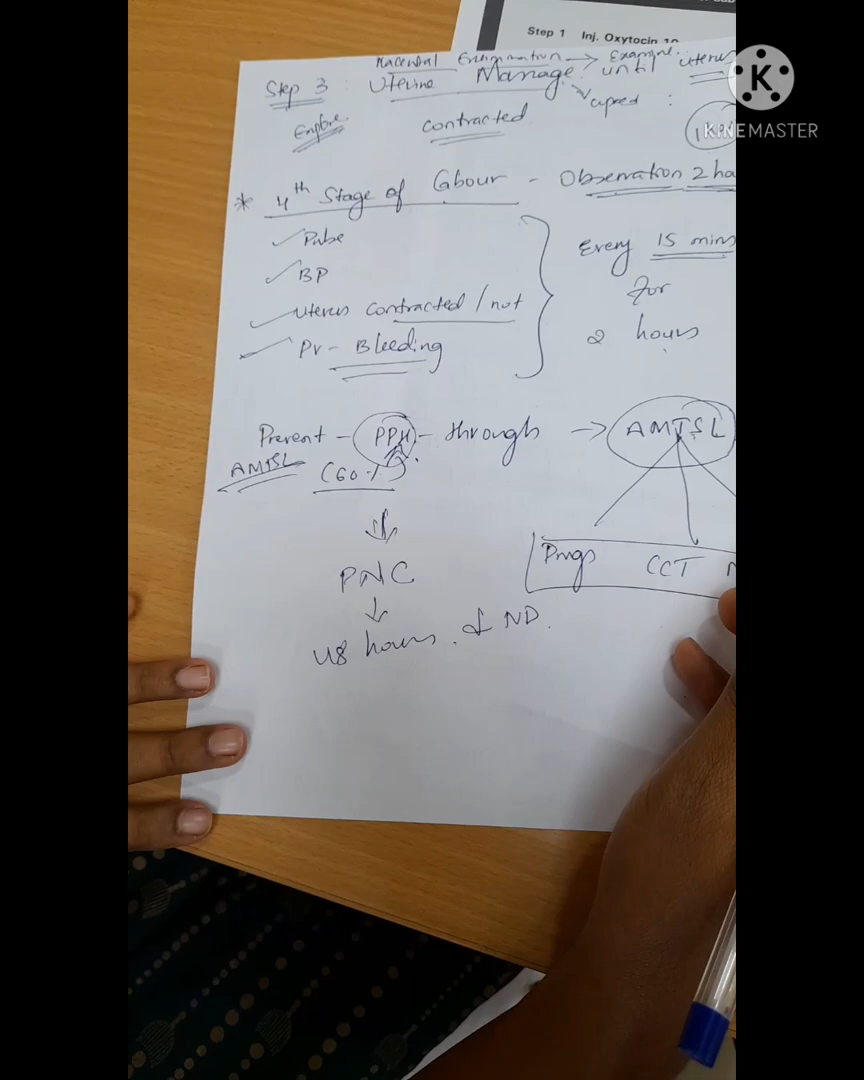 Step 1 Inj. Oxytocin 10
Placental Examination → Examine.
Step 3 : Uterine Manage. until uterus
Explore. contracted
* 4th Stage of Labour - Observation 2 ho
✓ Pulse
✓ BP
✓ Uterus contracted / not
✓ PV - Bleeding
Every 15 mins
for
2 hours
Prevent - PPH - through → AMTSL
AMTSL (60%)
Drugs CCT
PNC
48 hours. of ND.
KINEMASTER